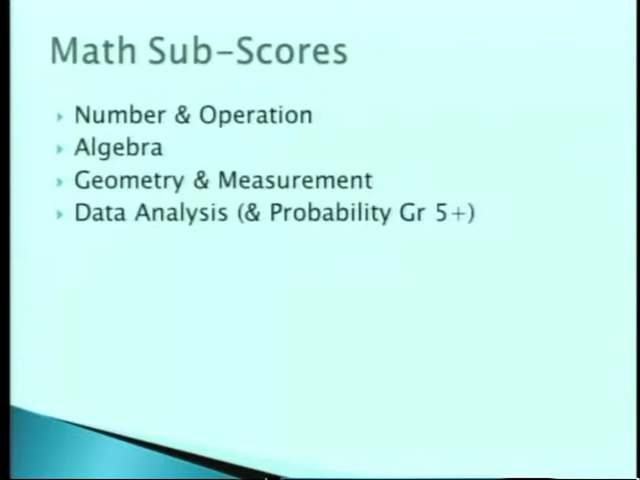 Math Sub-Scores
Number & Operation
Algebra
Geometry & Measurement
Data Analysis (& Probability Gr 5+)